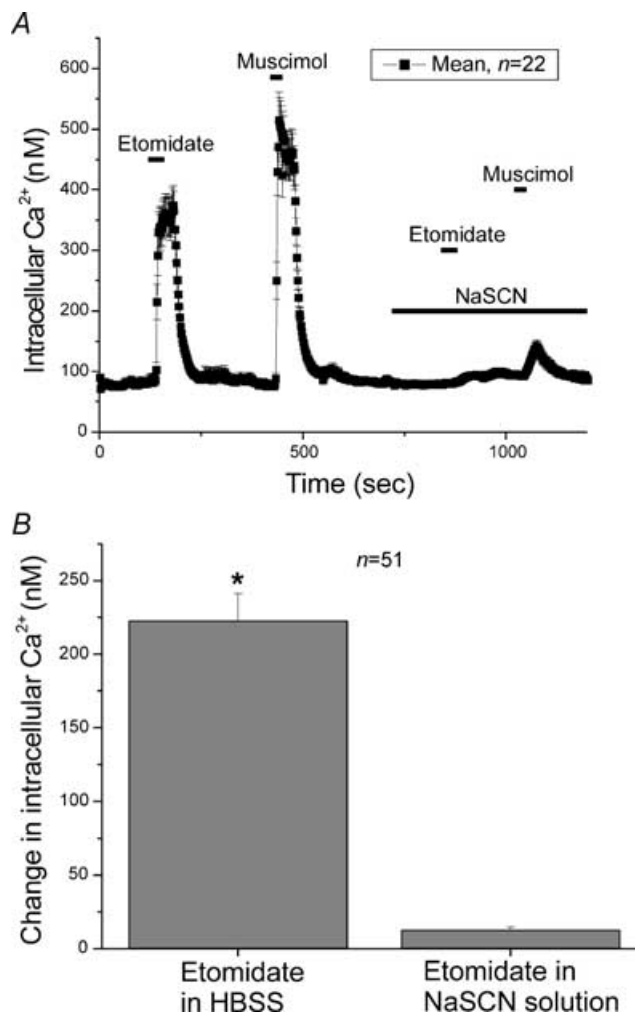 A
Intracellular Ca²⁺ (nM)
600
500
400
300
200
100
0
Muscimol
Mean, n=22
Etomidate
Muscimol
Etomidate
NaSCN
0
500
1000
Time (sec)
B
Change in intracellular Ca²⁺ (nM)
250
225
200
150
100
50
0
*
n=51
Etomidate
in HBSS
Etomidate in
NaSCN solution